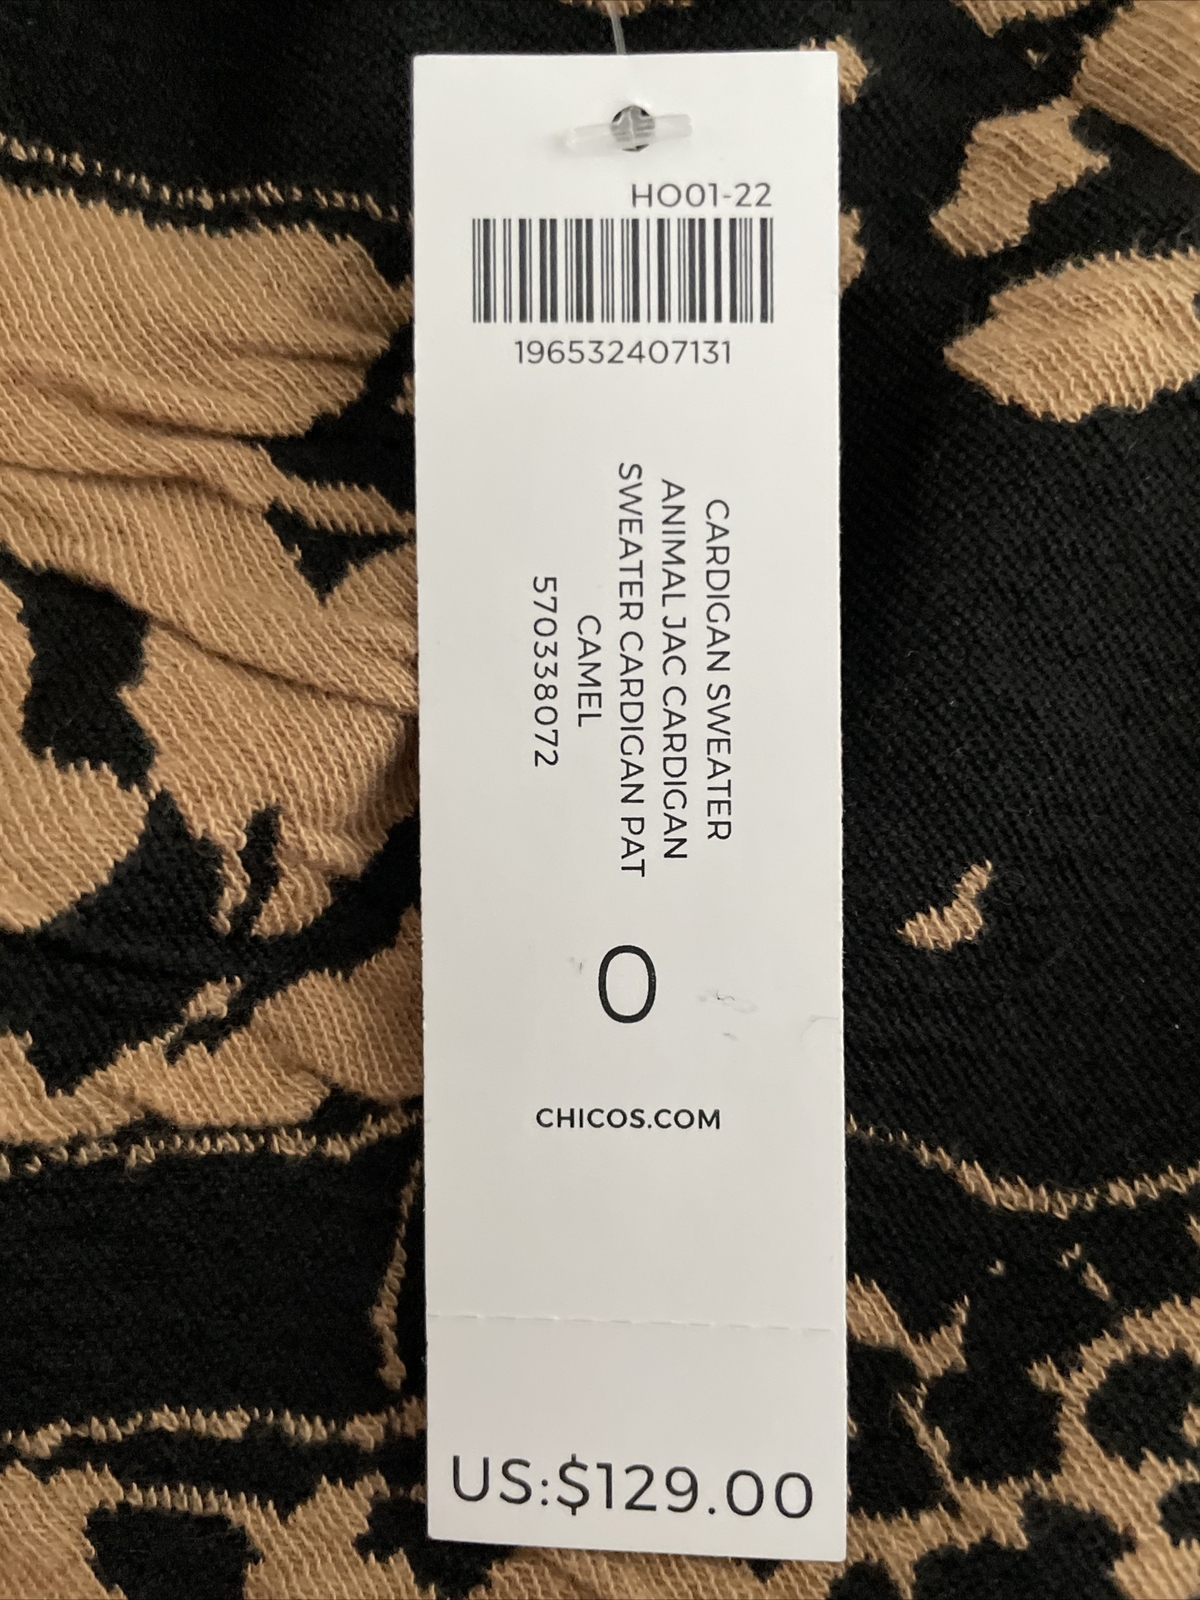 HO01-22
196532407131
CARDIGAN SWEATER
ANIMAL JAC CARDIGAN
SWEATER CARDIGAN PAT
CAMEL
570338072
0
CHICOS.COM
US:$129.00